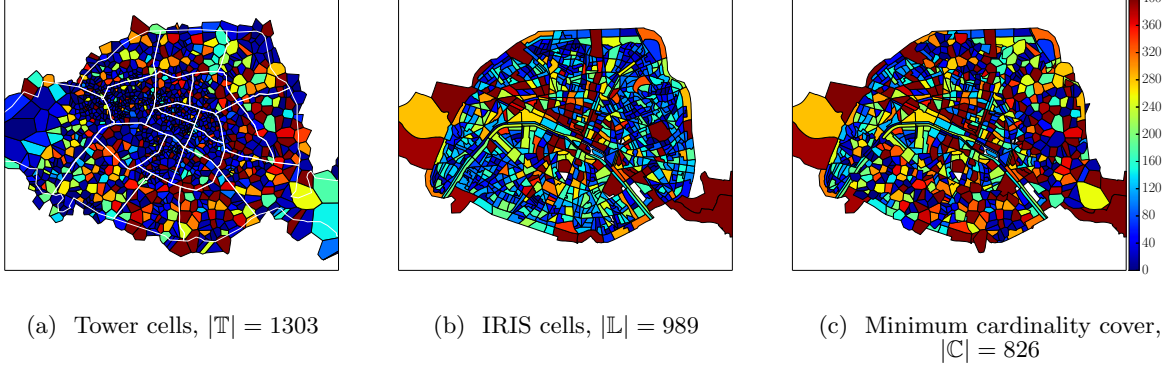 360
320
280
240
200
160
120
80
40
0
(a) Tower cells, |𝕋| = 1303
(b) IRIS cells, |𝕃| = 989
(c) Minimum cardinality cover,
|ℂ| = 826